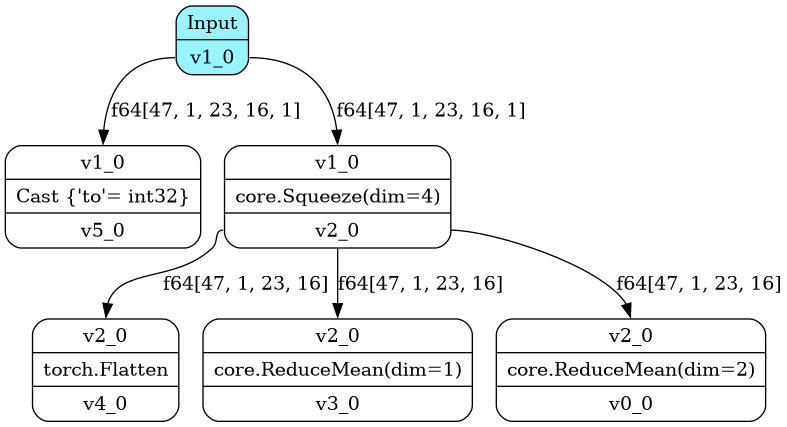 Input
v1_0
f64[47, 1, 23, 16, 1]
f64[47, 1, 23, 16, 1]
v1_0
Cast {'to'= int32}
v5_0
v1_0
core.Squeeze(dim=4)
v2_0
f64[47, 1, 23, 16]
f64[47, 1, 23, 16]
f64[47, 1, 23, 16]
v2_0
torch.Flatten
v4_0
v2_0
core.ReduceMean(dim=1)
v3_0
v2_0
core.ReduceMean(dim=2)
v0_0